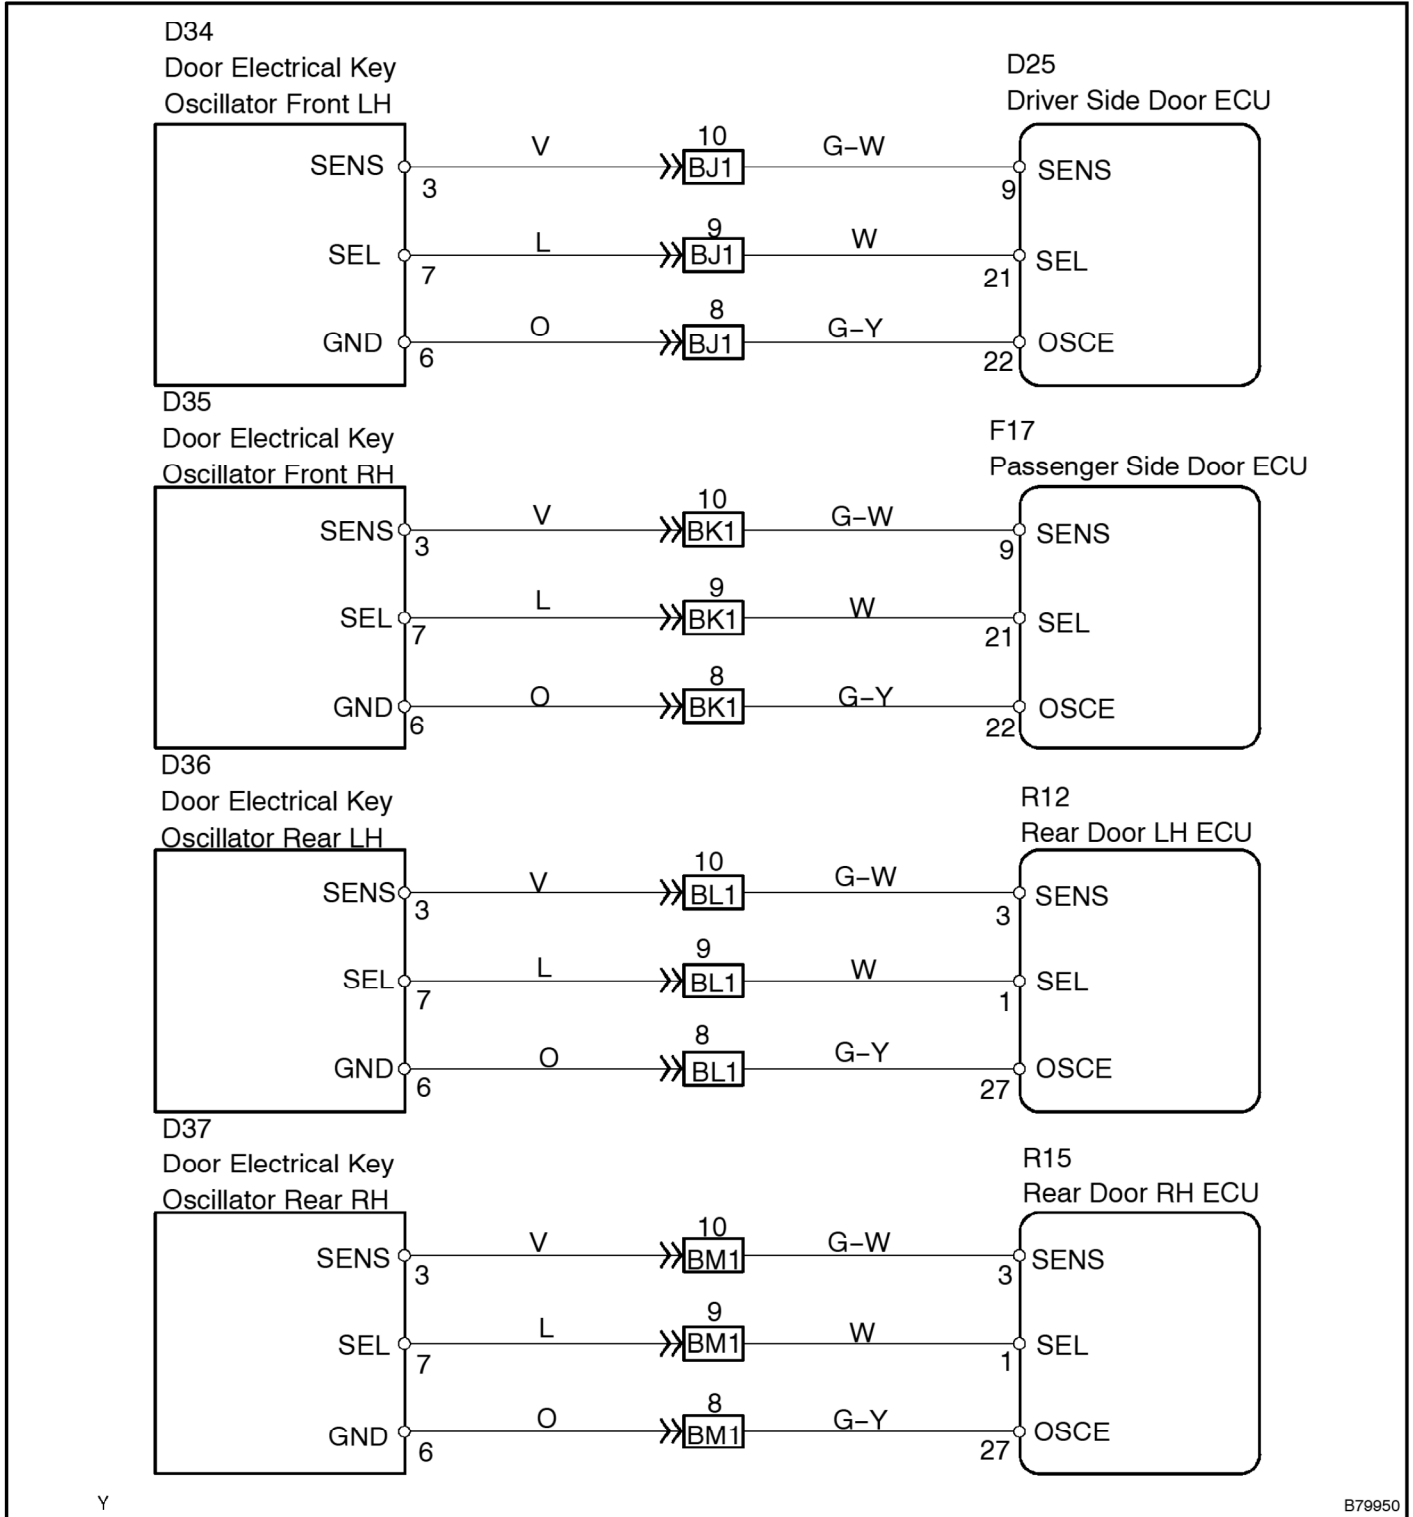 D34
Door Electrical Key
Oscillator Front LH
D25
Driver Side Door ECU
SENS 3 V 10 BJ1 G-W 9 SENS
SEL 7 L 9 BJ1 W 21 SEL
GND 6 O 8 BJ1 G-Y 22 OSCE
D35
Door Electrical Key
Oscillator Front RH
F17
Passenger Side Door ECU
SENS 3 V 10 BK1 G-W 9 SENS
SEL 7 L 9 BK1 W 21 SEL
GND 6 O 8 BK1 G-Y 22 OSCE
D36
Door Electrical Key
Oscillator Rear LH
R12
Rear Door LH ECU
SENS 3 V 10 BL1 G-W 3 SENS
SEL 7 L 9 BL1 W 1 SEL
GND 6 O 8 BL1 G-Y 27 OSCE
D37
Door Electrical Key
Oscillator Rear RH
R15
Rear Door RH ECU
SENS 3 V 10 BM1 G-W 3 SENS
SEL 7 L 9 BM1 W 1 SEL
GND 6 O 8 BM1 G-Y 27 OSCE
Y
B79950